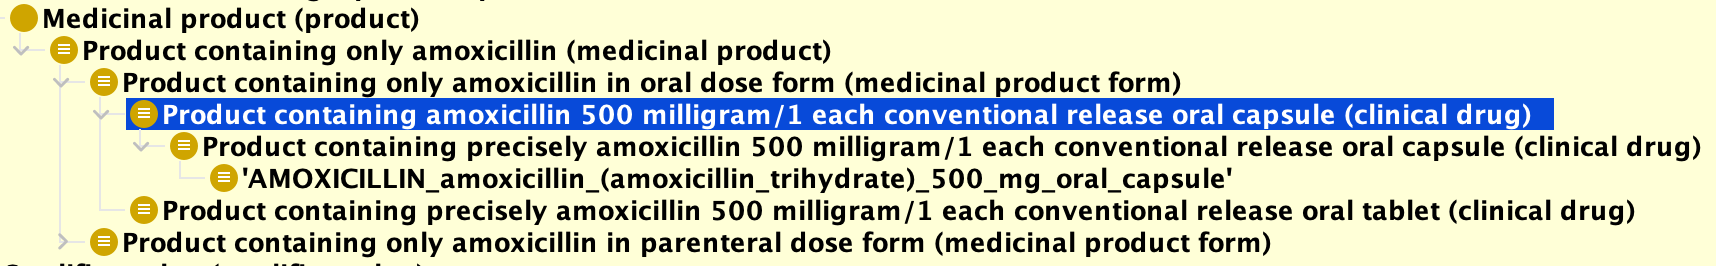 Medicinal product (product)
Product containing only amoxicillin (medicinal product)
Product containing only amoxicillin in oral dose form (medicinal product form)
Product containing amoxicillin 500 milligram/1 each conventional release oral capsule (clinical drug)
Product containing precisely amoxicillin 500 milligram/1 each conventional release oral capsule (clinical drug)
'AMOXICILLIN_amoxicillin_(amoxicillin_trihydrate)_500_mg_oral_capsule'
Product containing precisely amoxicillin 500 milligram/1 each conventional release oral tablet (clinical drug)
Product containing only amoxicillin in parenteral dose form (medicinal product form)